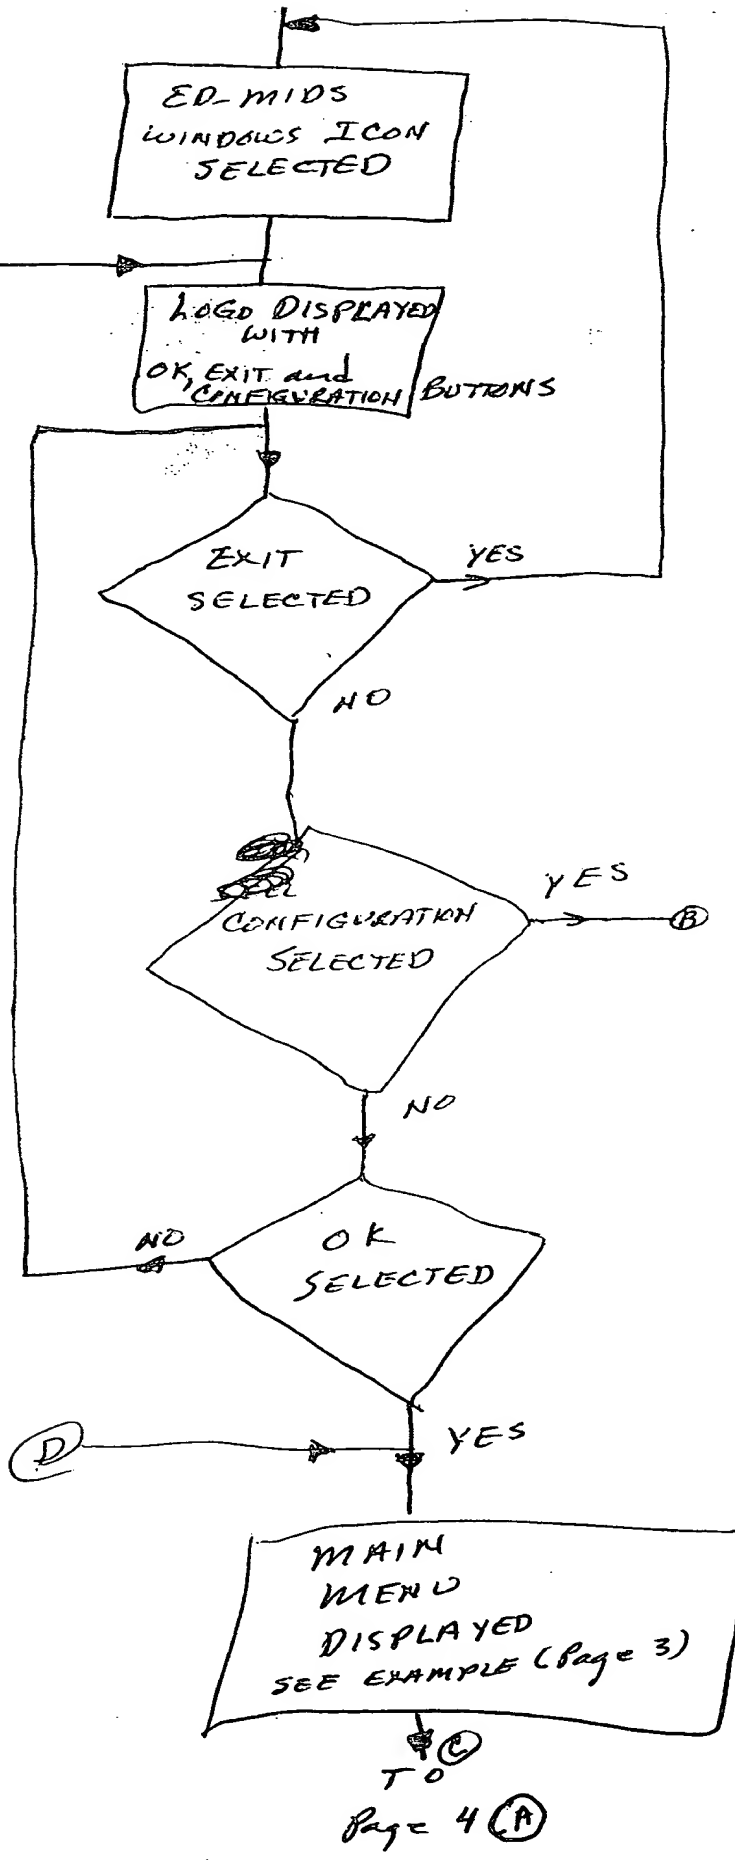 ED-MIDS
WINDOWS ICON
SELECTED
LOGO DISPLAYED
WITH
OK, EXIT and
CONFIGURATION BUTTONS
EXIT
SELECTED
YES
NO
YES
CONFIGURATION
SELECTED
B
NO
OK
SELECTED
NO
YES
D
MAIN
MENU
DISPLAYED
SEE EXAMPLE (Page 3)
C
TO
Page 4 A